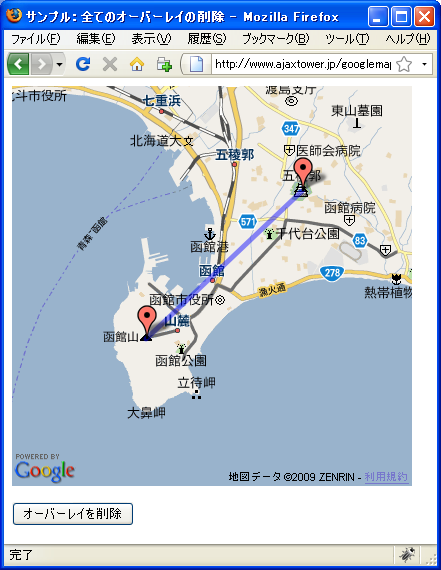 サンプル: 全てのオーバーレイの削除 - Mozilla Firefox
ファイル(F) 編集(E) 表示(V) 履歴(S) ブックマーク(B) ツール(T) ヘルプ(H)
http://www.ajaxtower.jp/googlemap
北斗市役所
七重浜
渡島支庁
東山墓園
北海道大
347
五稜郭
医師会病院
五稜郭
函館病院
青森-函館
571
千代台公園
83
函館港
函館
278
漁火通
熱帯植物
函館市役所
山麓
函館山
函館公園
立待岬
大鼻岬
POWERED BY
Google
地図データ ©2009 ZENRIN - 利用規約
オーバーレイを削除
完了